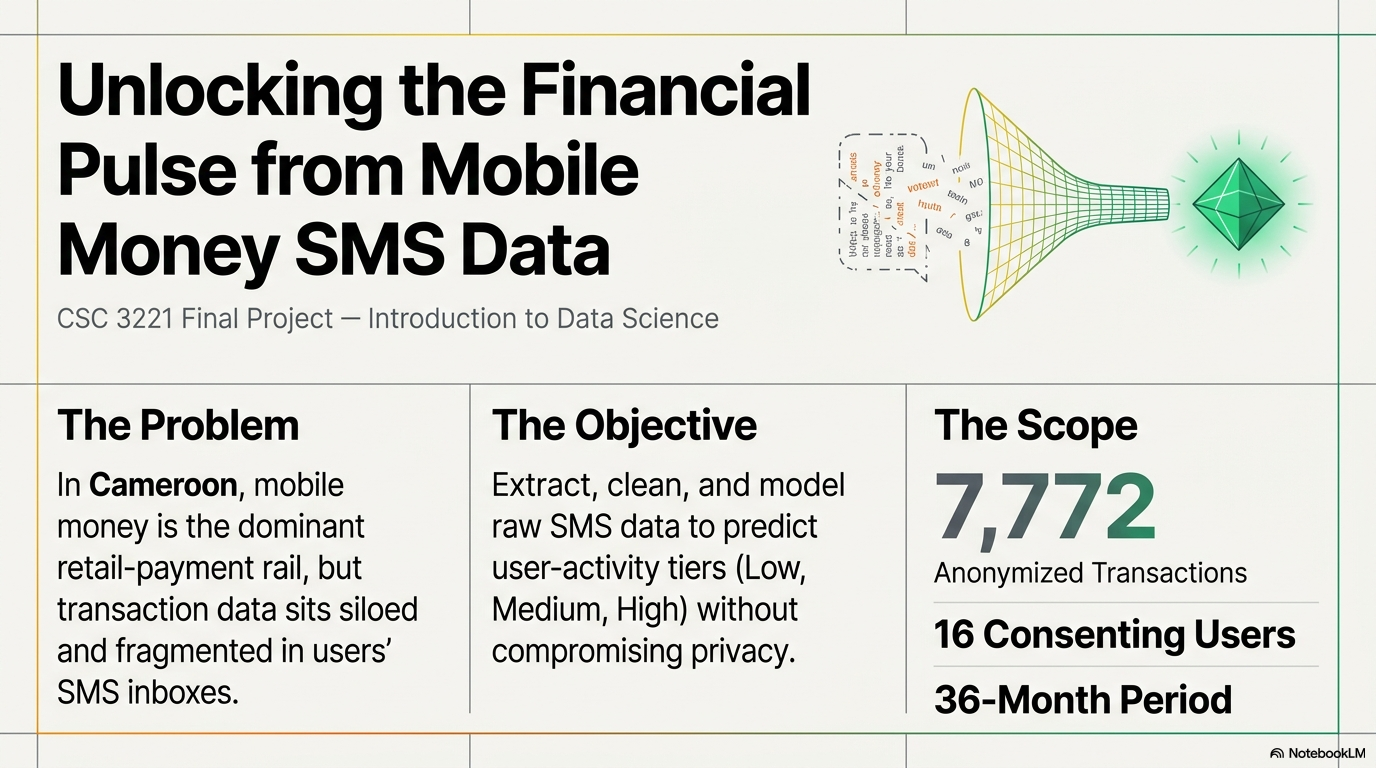 Unlocking the Financial
Pulse from Mobile
Money SMS Data
CSC 3221 Final Project — Introduction to Data Science
The Problem
In Cameroon, mobile
money is the dominant
retail-payment rail, but
transaction data sits siloed
and fragmented in users’
SMS inboxes.
The Objective
Extract, clean, and model
raw SMS data to predict
user-activity tiers (Low,
Medium, High) without
compromising privacy.
The Scope
7,772
Anonymized Transactions
16 Consenting Users
36-Month Period
NotebookLM